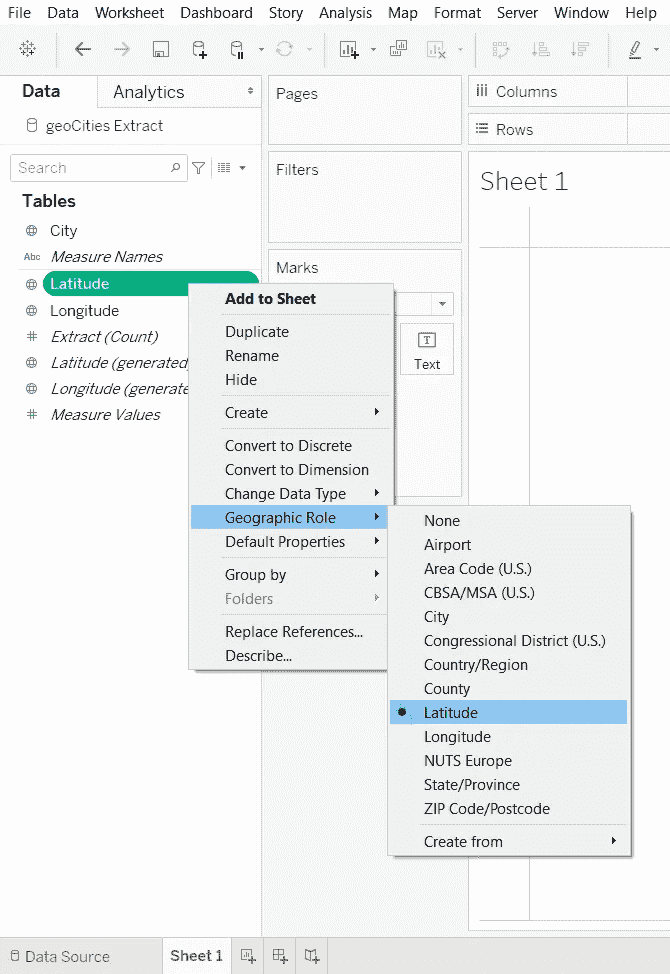 File Data Worksheet Dashboard Story Analysis Map Format Server Window Help
Data
Analytics
geoCities Extract
Search
Tables
City
Abc Measure Names
Latitude
Longitude
# Extract (Count)
Latitude (generated)
Longitude (generate
# Measure Values
Pages
Filters
Marks
Text
Columns
Rows
Sheet 1
Add to Sheet
Duplicate
Rename
Hide
Create
Convert to Discrete
Convert to Dimension
Change Data Type
Geographic Role
Default Properties
Group by
Folders
Replace References...
Describe...
None
Airport
Area Code (U.S.)
CBSA/MSA (U.S.)
City
Congressional District (U.S.)
Country/Region
County
Latitude
Longitude
NUTS Europe
State/Province
ZIP Code/Postcode
Create from
Data Source
Sheet 1